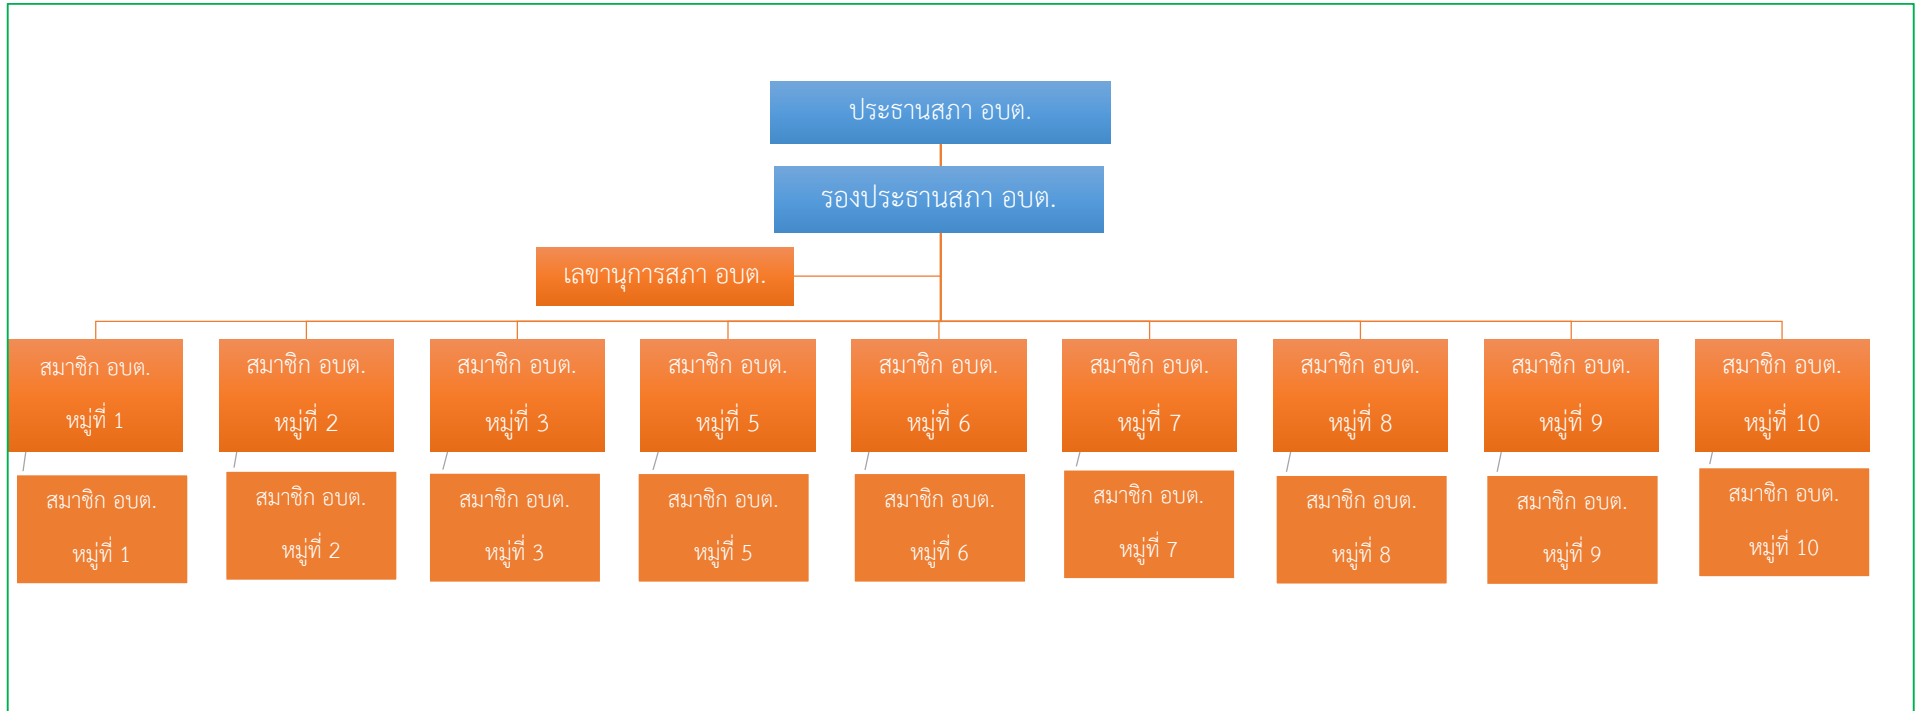 ประธานสภา อบต.
รองประธานสภา อบต.
เลขานุการสภา อบต.
สมาชิก อบต.
หมู่ที่ 1
สมาชิก อบต.
หมู่ที่ 2
สมาชิก อบต.
หมู่ที่ 3
สมาชิก อบต.
หมู่ที่ 5
สมาชิก อบต.
หมู่ที่ 6
สมาชิก อบต.
หมู่ที่ 7
สมาชิก อบต.
หมู่ที่ 8
สมาชิก อบต.
หมู่ที่ 9
สมาชิก อบต.
หมู่ที่ 10
สมาชิก อบต.
หมู่ที่ 1
สมาชิก อบต.
หมู่ที่ 2
สมาชิก อบต.
หมู่ที่ 3
สมาชิก อบต.
หมู่ที่ 5
สมาชิก อบต.
หมู่ที่ 6
สมาชิก อบต.
หมู่ที่ 7
สมาชิก อบต.
หมู่ที่ 8
สมาชิก อบต.
หมู่ที่ 9
สมาชิก อบต.
หมู่ที่ 10